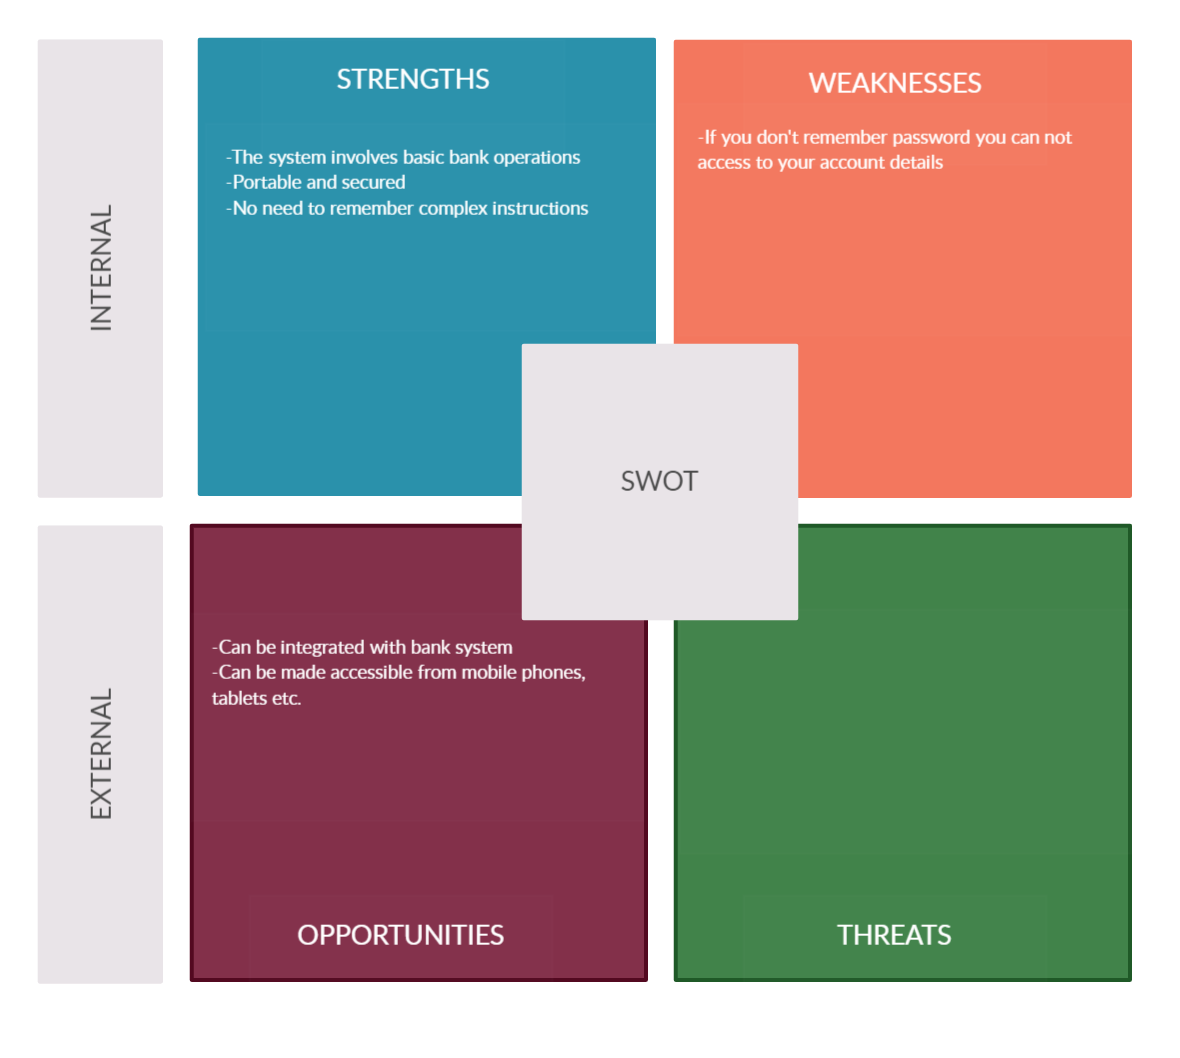 INTERNAL
STRENGTHS
-The system involves basic bank operations
-Portable and secured
-No need to remember complex instructions
WEAKNESSES
-If you don't remember password you can not
access to your account details
SWOT
EXTERNAL
-Can be integrated with bank system
-Can be made accessible from mobile phones,
tablets etc.
OPPORTUNITIES
THREATS